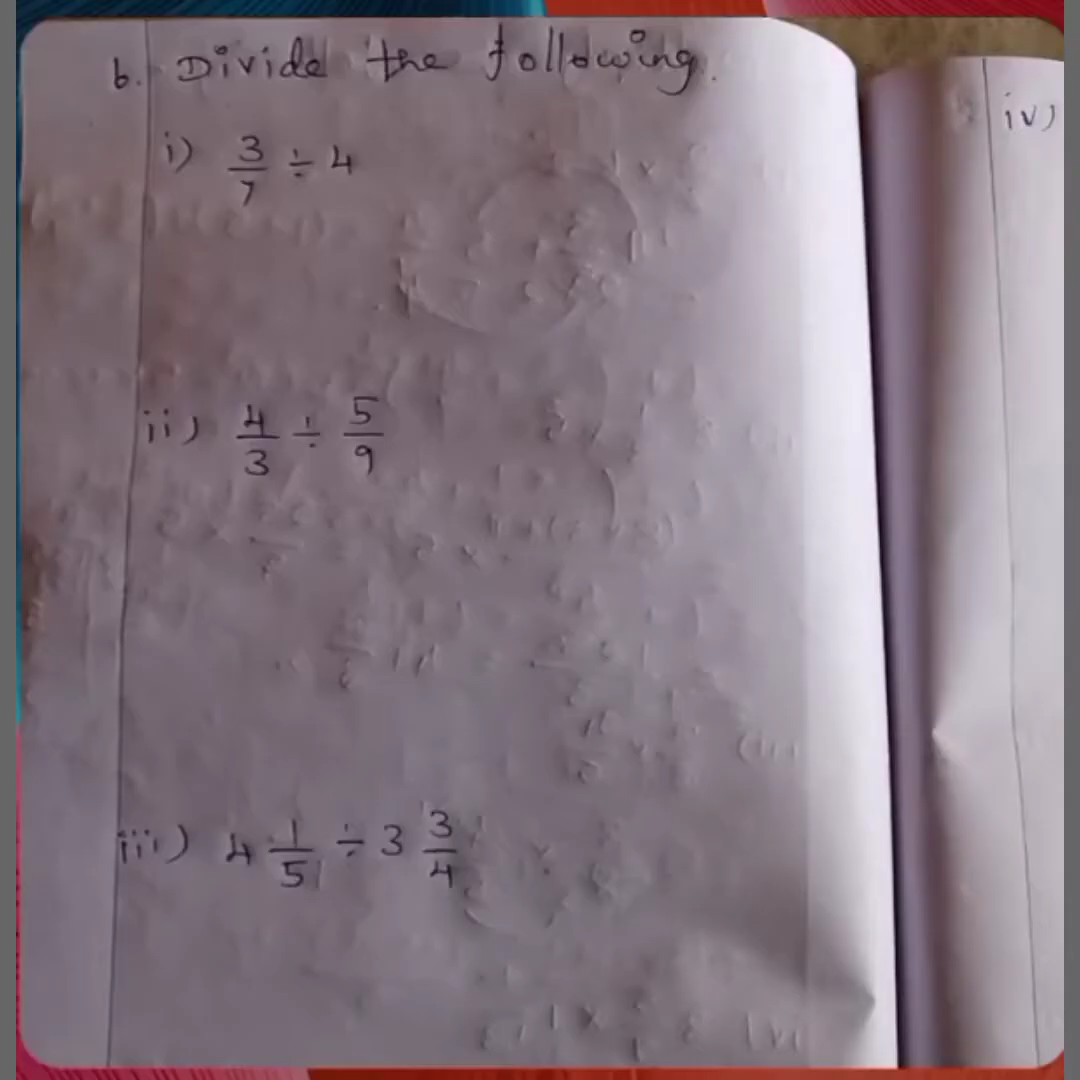 6. Divide the following.
i) 3/7 ÷ 4
ii) 4/3 ÷ 5/9
iii) 4 1/5 ÷ 3 3/4
iv)